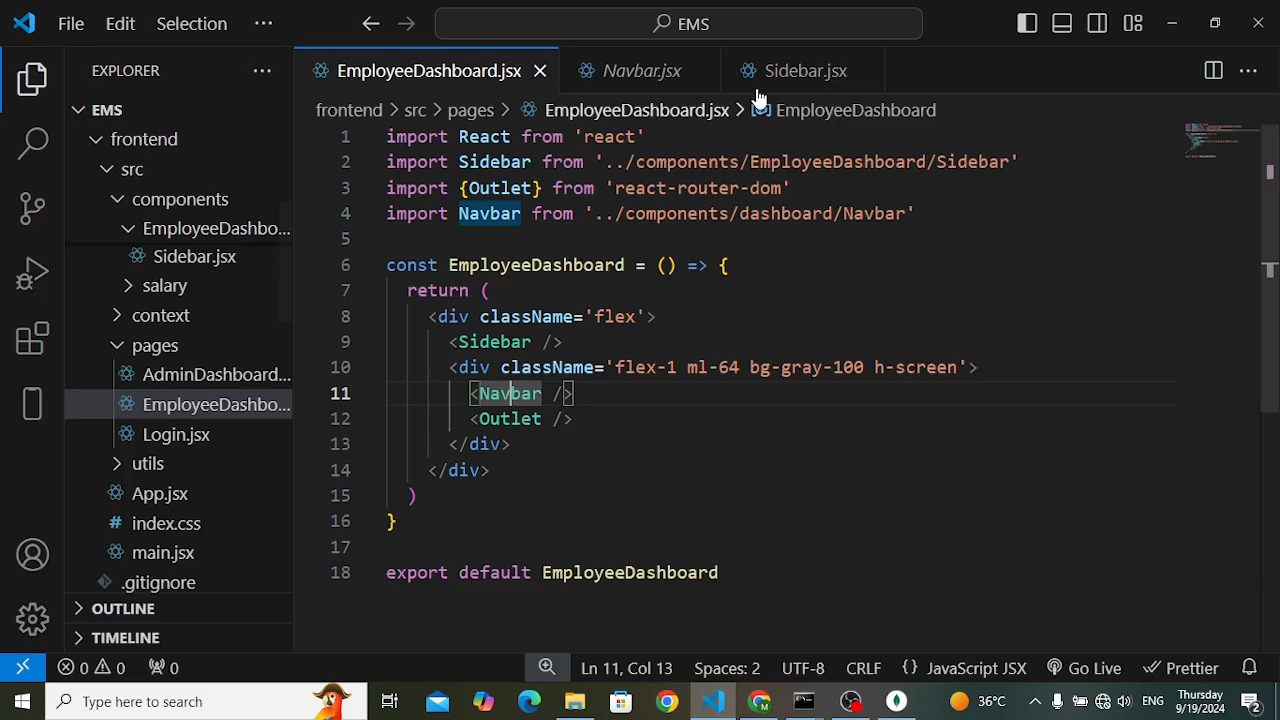 File Edit Selection ··· EMS
EXPLORER ···
EMS
frontend
src
components
EmployeeDashbo...
Sidebar.jsx
salary
context
pages
AdminDashboard...
EmployeeDashbo...
Login.jsx
utils
App.jsx
index.css
main.jsx
.gitignore
OUTLINE
TIMELINE
EmployeeDashboard.jsx Navbar.jsx Sidebar.jsx
frontend > src > pages > EmployeeDashboard.jsx > EmployeeDashboard
1 import React from 'react'
2 import Sidebar from '../components/EmployeeDashboard/Sidebar'
3 import {Outlet} from 'react-router-dom'
4 import Navbar from '../components/dashboard/Navbar'
5
6 const EmployeeDashboard = () => {
7 return (
8 <div className='flex'>
9 <Sidebar />
10 <div className='flex-1 ml-64 bg-gray-100 h-screen'>
11 <Navbar />
12 <Outlet />
13 </div>
14 </div>
15 )
16 }
17
18 export default EmployeeDashboard
0 0 0 Ln 11, Col 13 Spaces: 2 UTF-8 CRLF {} JavaScript JSX Go Live Prettier
Type here to search 36°C ENG Thursday
9/19/2024 2